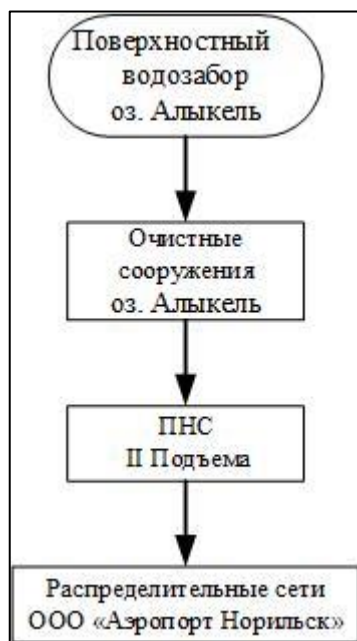 Поверхностный
водозабор
оз. Алыкель
Очистные
сооружения
оз. Алыкель
ПНС
II Подъема
Распределительные сети
ООО «Аэропорт Норильск»